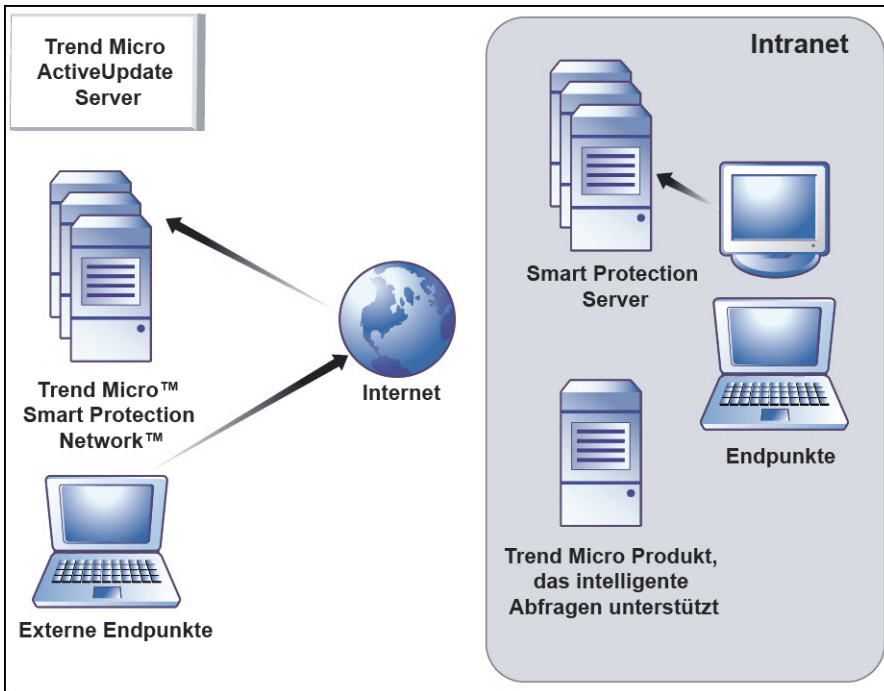 Trend Micro
ActiveUpdate
Server
Intranet
Smart Protection
Server
Internet
Trend Micro™
Smart Protection
Network™
Endpunkte
Trend Micro Produkt,
das intelligente
Abfragen unterstützt
Externe Endpunkte